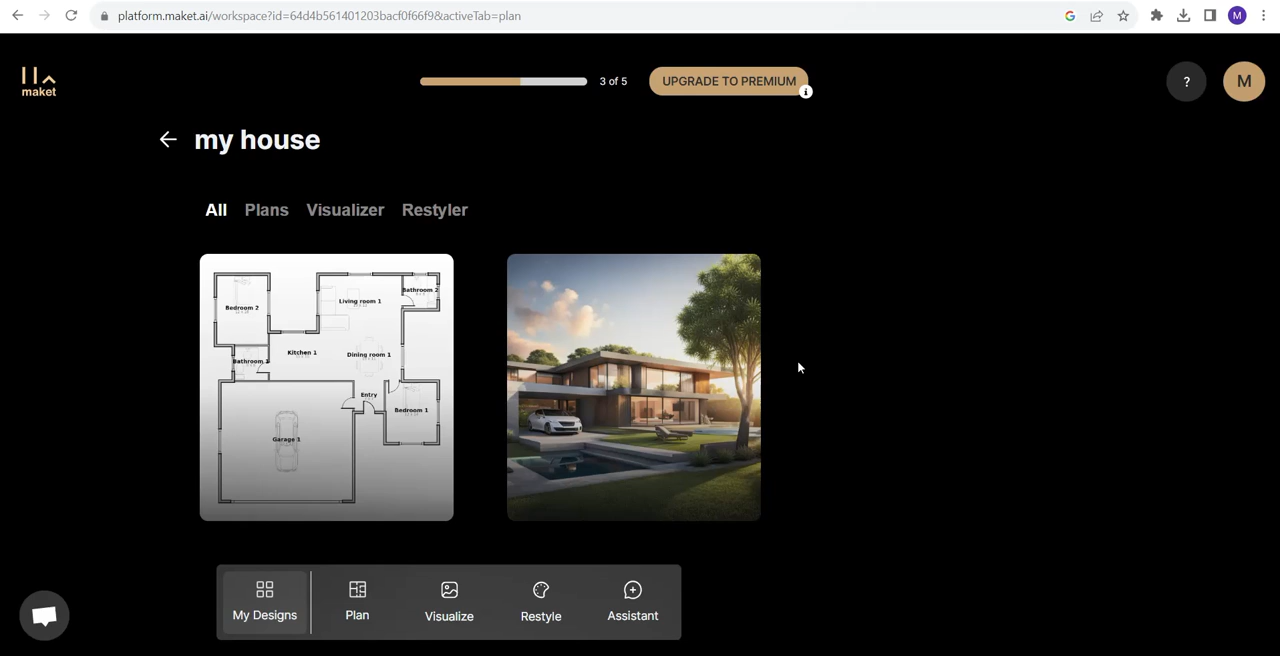 platform.maket.ai/workspace?id=64d4b561401203bacf0f66f9&activeTab=plan
M
maket
3 of 5
UPGRADE TO PREMIUM
i
?
M
my house
All Plans Visualizer Restyler
Bedroom 2
Living room 1
Bathroom 2
Kitchen 1
Dining room 1
Bathroom
Entry
Bedroom 1
Garage 1
My Designs
Plan
Visualize
Restyle
Assistant